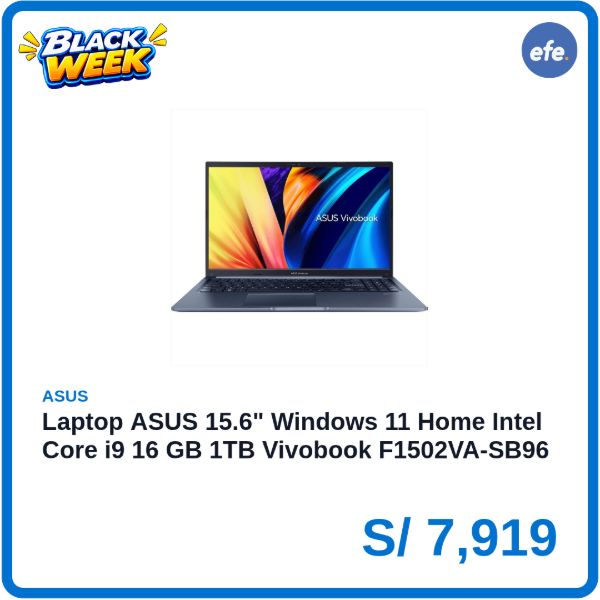 BLACK
WEEK
efe.
ASUS Vivobook
ASUS
Laptop ASUS 15.6" Windows 11 Home Intel
Core i9 16 GB 1TB Vivobook F1502VA-SB96
S/ 7,919